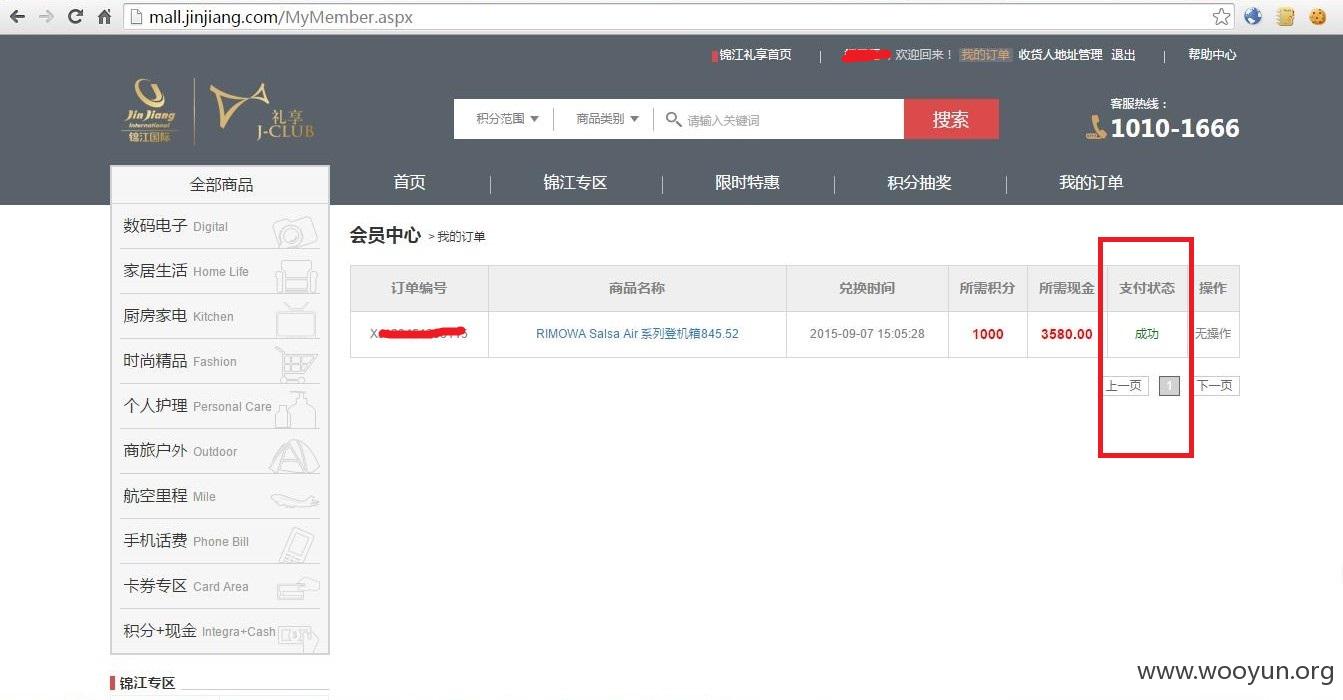 mall.jinjiang.com/MyMember.aspx
锦江礼享首页 | 欢迎回来！ 我的订单 收货人地址管理 退出 | 帮助中心
JinJiang
International
锦江国际
礼享
J-CLUB
积分范围 商品类别 请输入关键词 搜索
客服热线：
1010-1666
全部商品 首页 锦江专区 限时特惠 积分抽奖 我的订单
数码电子 Digital
家居生活 Home Life
厨房家电 Kitchen
时尚精品 Fashion
个人护理 Personal Care
商旅户外 Outdoor
航空里程 Mile
手机话费 Phone Bill
卡券专区 Card Area
积分+现金 Integra+Cash
锦江专区
会员中心 > 我的订单
订单编号 商品名称 兑换时间 所需积分 所需现金 支付状态 操作
RIMOWA Salsa Air 系列登机箱845.52 2015-09-07 15:05:28 1000 3580.00 成功 无操作
上一页 1 下一页
www.wooyun.org